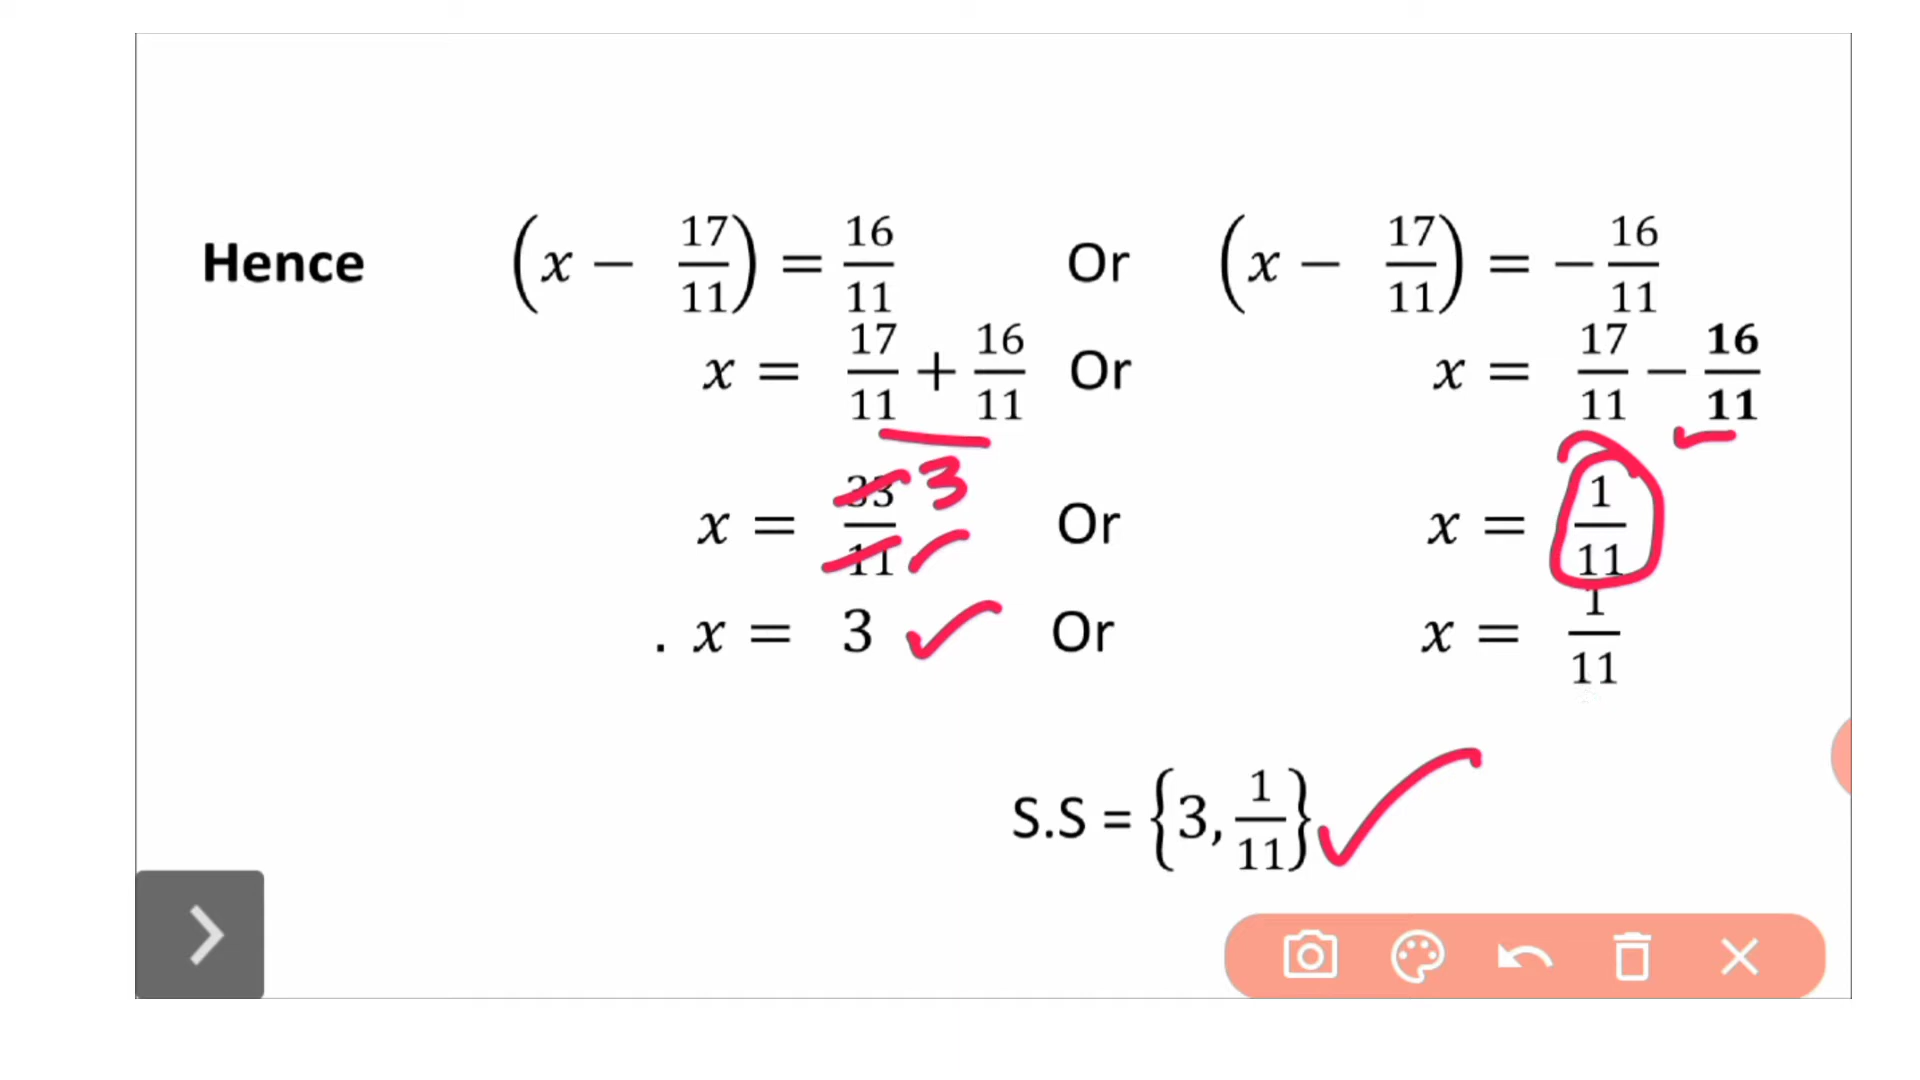 Hence (x − 17/11) = 16/11 Or (x − 17/11) = − 16/11
x = 17/11 + 16/11 Or x = 17/11 − 16/11
x = 33/11 3 Or x = 1/11
. x = 3 Or x = 1/11
S.S = {3, 1/11}